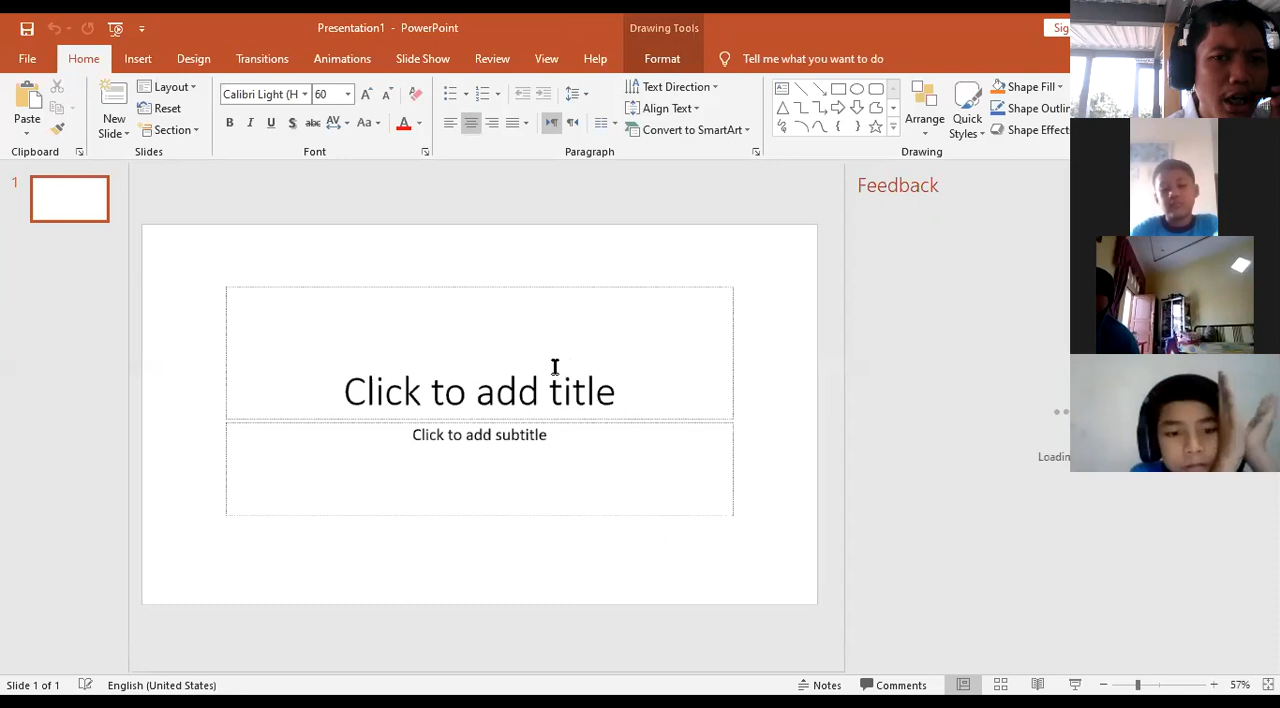 Presentation1 - PowerPoint
Drawing Tools
File
Home
Insert
Design
Transitions
Animations
Slide Show
Review
View
Help
Format
Tell me what you want to do
Paste
Clipboard
New
Slide
Layout
Reset
Section
Slides
Calibri Light (H
60
B I U S abc AV Aa A
Font
Text Direction
Align Text
Convert to SmartArt
Paragraph
Arrange
Quick
Styles
Shape Fill
Shape Outlin
Shape Effect
Drawing
1
Click to add title
Click to add subtitle
Feedback
Loadin
Slide 1 of 1
English (United States)
Notes
Comments
57%